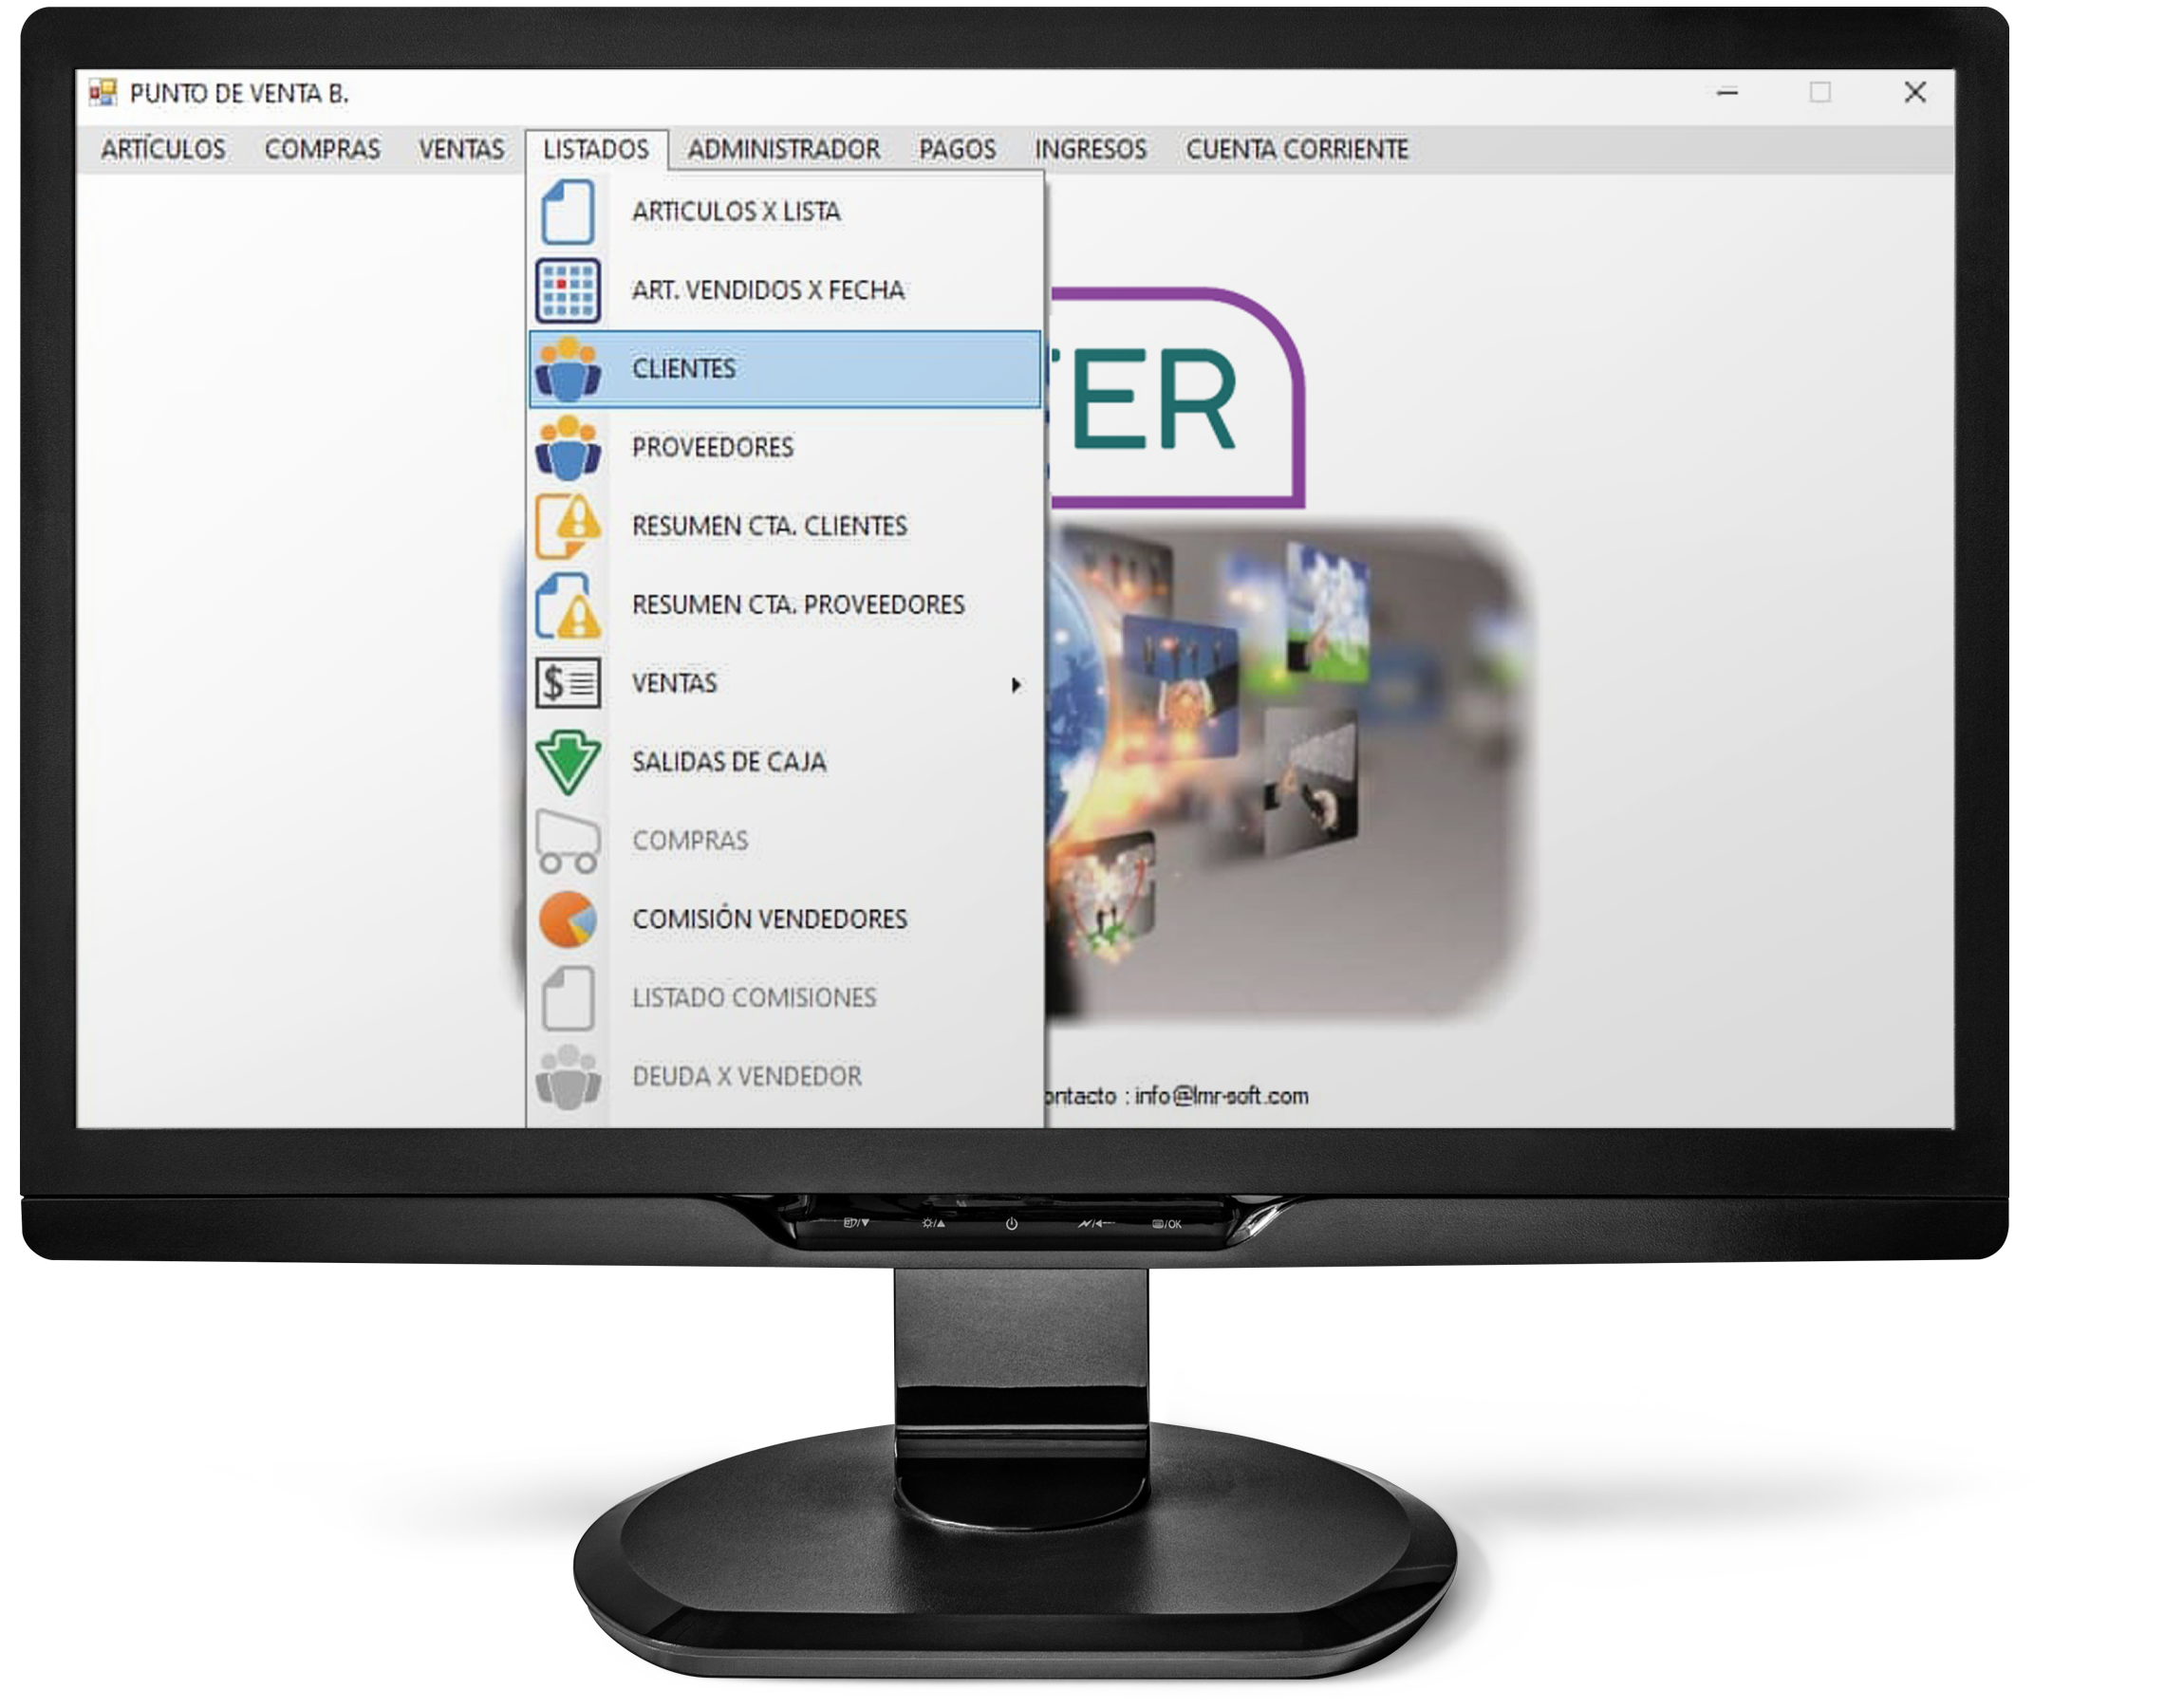 PUNTO DE VENTA B.
ARTÍCULOS COMPRAS VENTAS LISTADOS ADMINISTRADOR PAGOS INGRESOS CUENTA CORRIENTE
ARTICULOS X LISTA
ART. VENDIDOS X FECHA
CLIENTES
PROVEEDORES
RESUMEN CTA. CLIENTES
RESUMEN CTA. PROVEEDORES
VENTAS
SALIDAS DE CAJA
COMPRAS
COMISIÓN VENDEDORES
LISTADO COMISIONES
DEUDA X VENDEDOR
ER
ontacto : info@lmr-soft.com
/OK